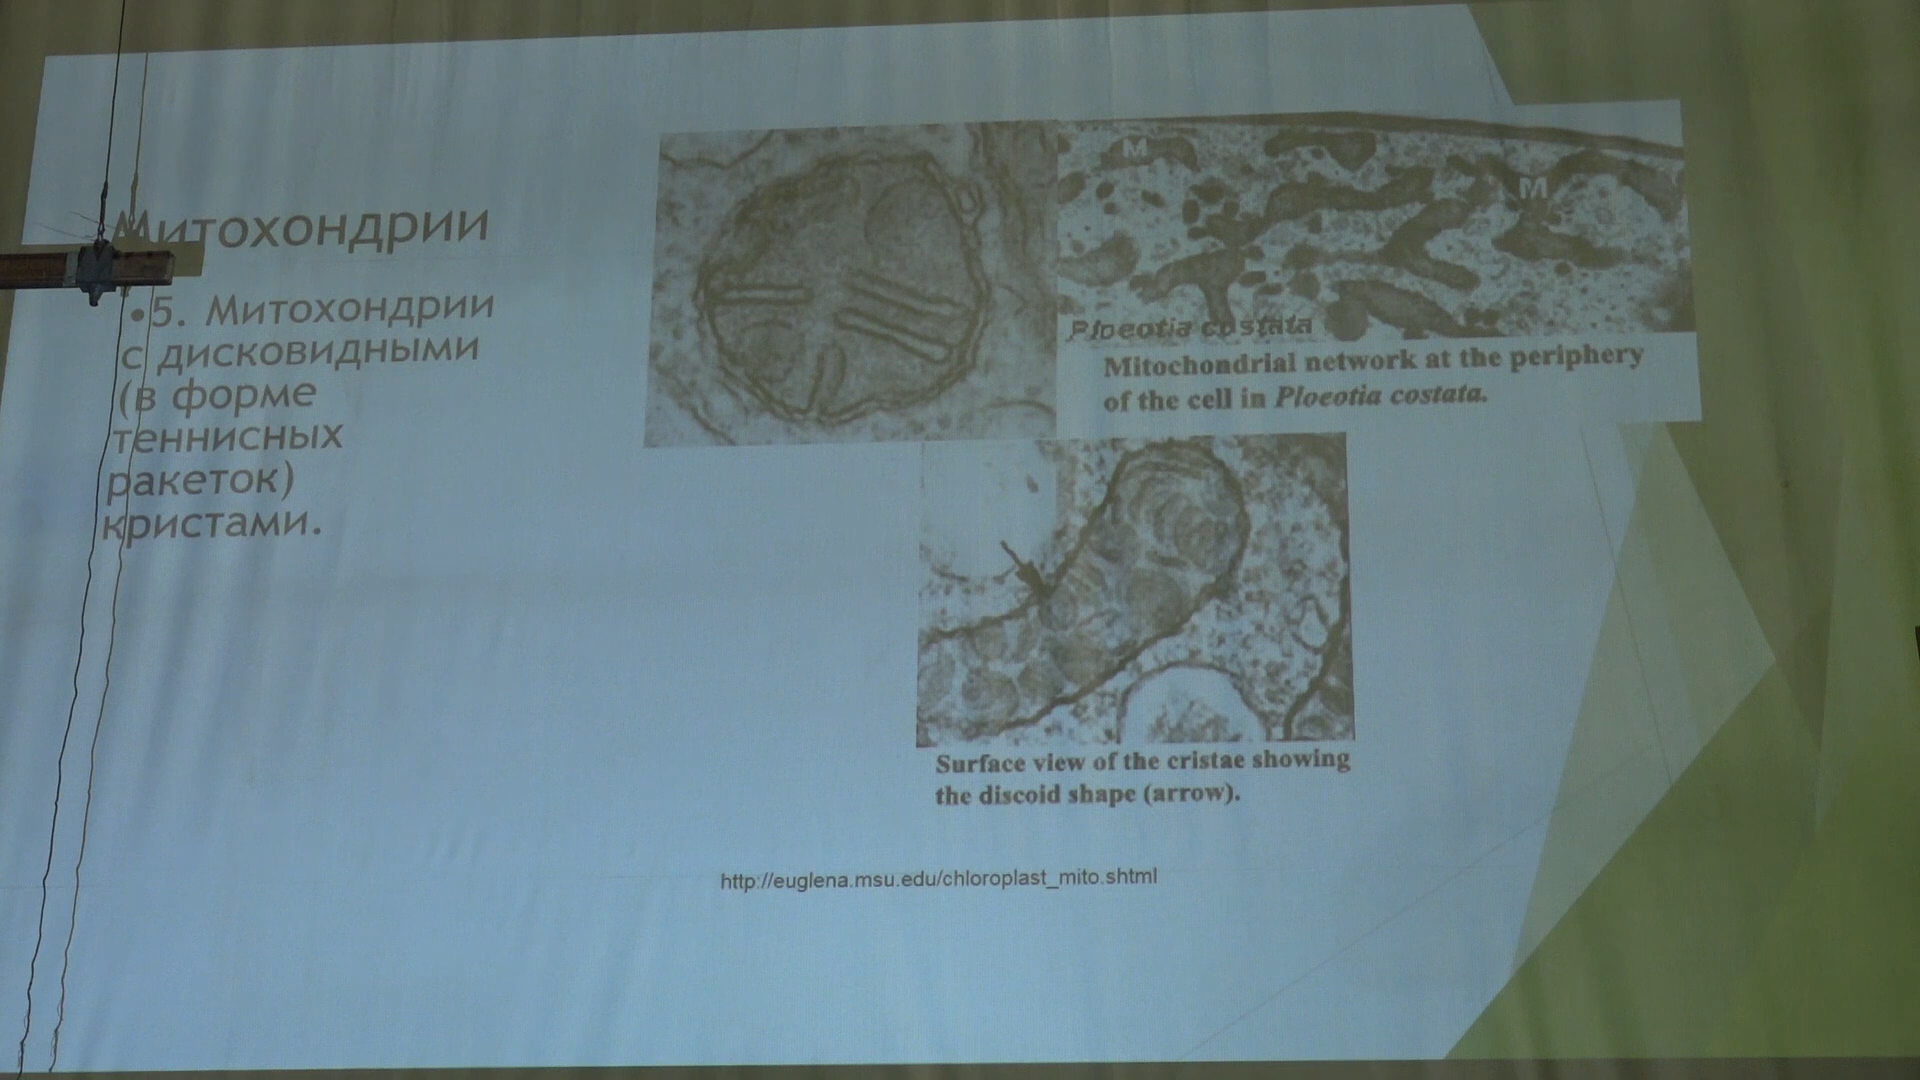 Митохондрии
•5. Митохондрии
с дисковидными
(в форме
теннисных
ракеток)
кристами.
M
M
Ploeotia costata
Mitochondrial network at the periphery
of the cell in Ploeotia costata.
Surface view of the cristae showing
the discoid shape (arrow).
http://euglena.msu.edu/chloroplast_mito.shtml